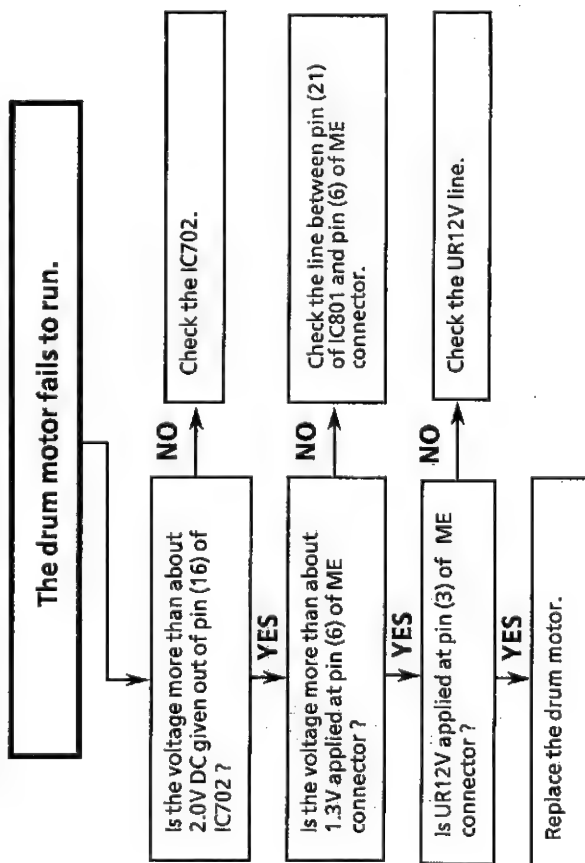 The drum motor fails to run.
Is the voltage more than about
2.0V DC given out of pin (16) of
IC702 ?
NO
Check the IC702.
YES
Is the voltage more than about
1.3V applied at pin (6) of ME
connector ?
NO
Check the line between pin (21)
of IC801 and pin (6) of ME
connector.
YES
Is UR12V applied at pin (3) of ME
connector ?
NO
Check the UR12V line.
YES
Replace the drum motor.